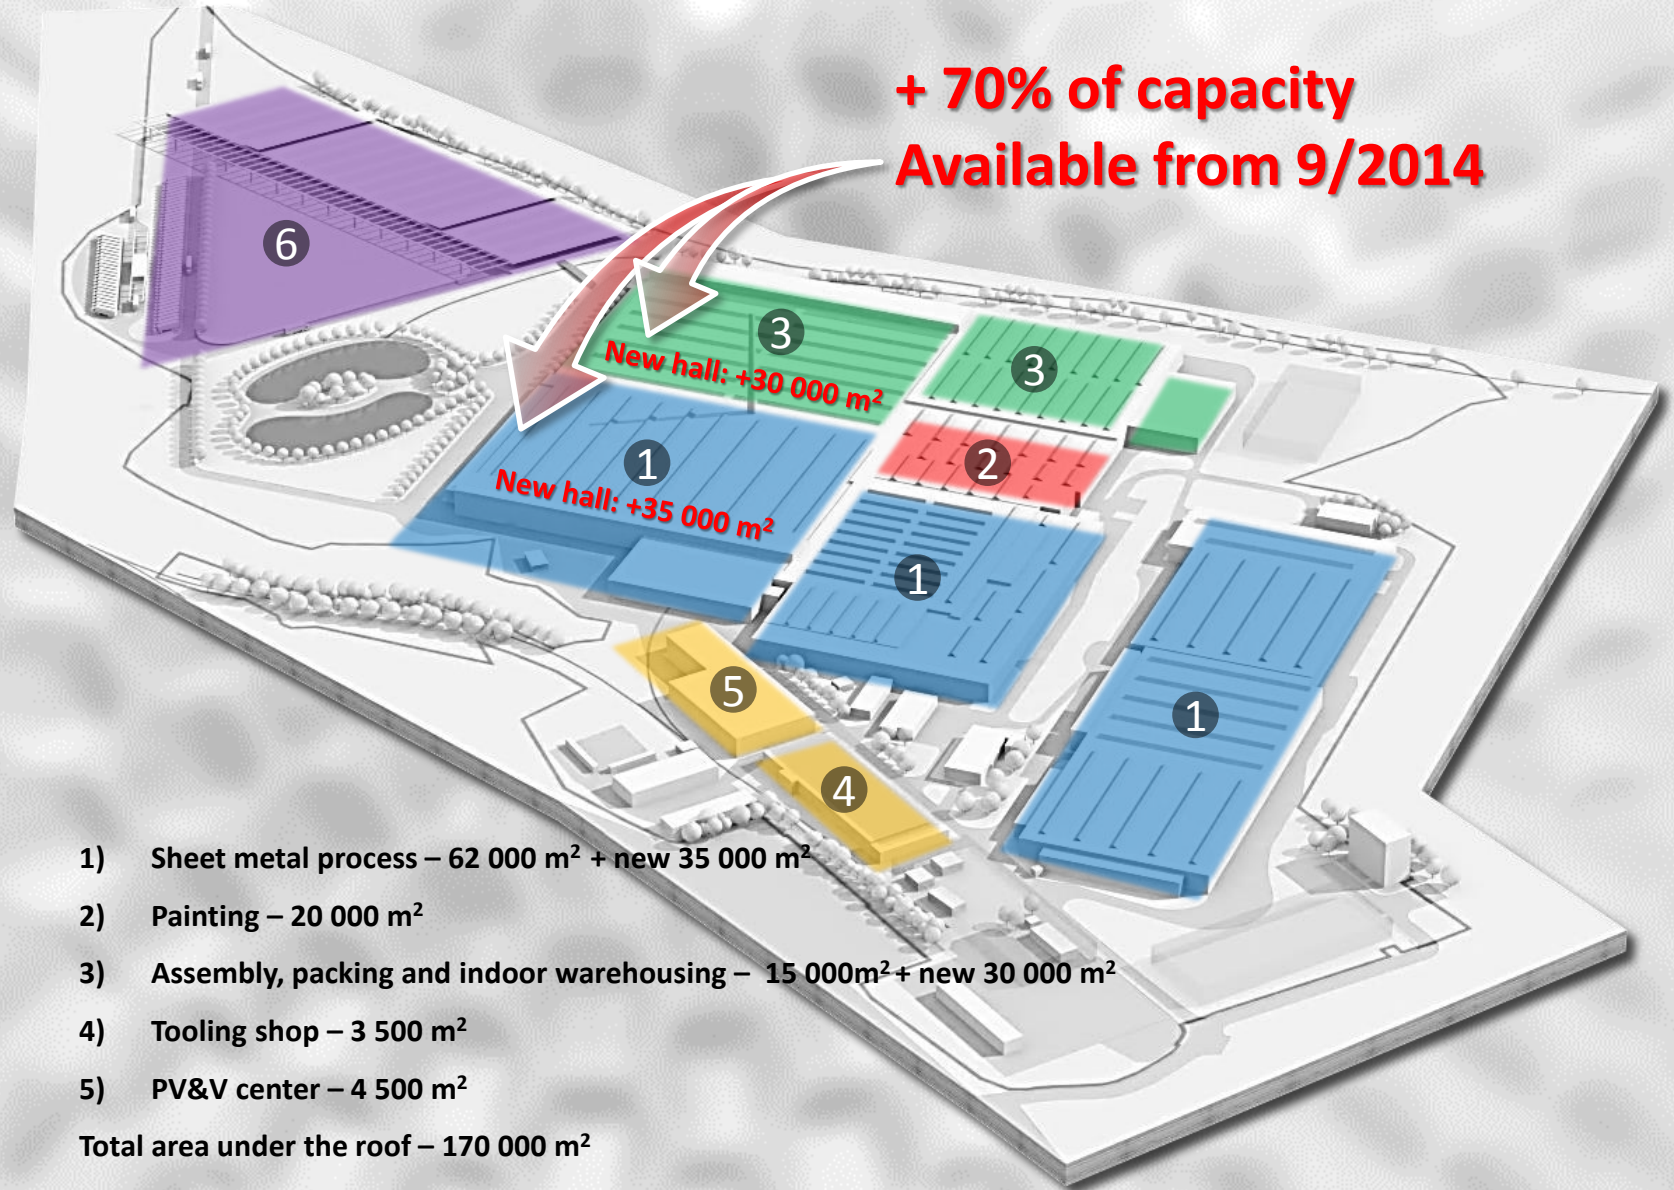 + 70% of capacity
Available from 9/2014
6
3
New hall: +30 000 m²
3
1
New hall: +35 000 m²
2
1
1
5
4
1) Sheet metal process – 62 000 m² + new 35 000 m²
2) Painting – 20 000 m²
3) Assembly, packing and indoor warehousing – 15 000m² + new 30 000 m²
4) Tooling shop – 3 500 m²
5) PV&V center – 4 500 m²
Total area under the roof – 170 000 m²